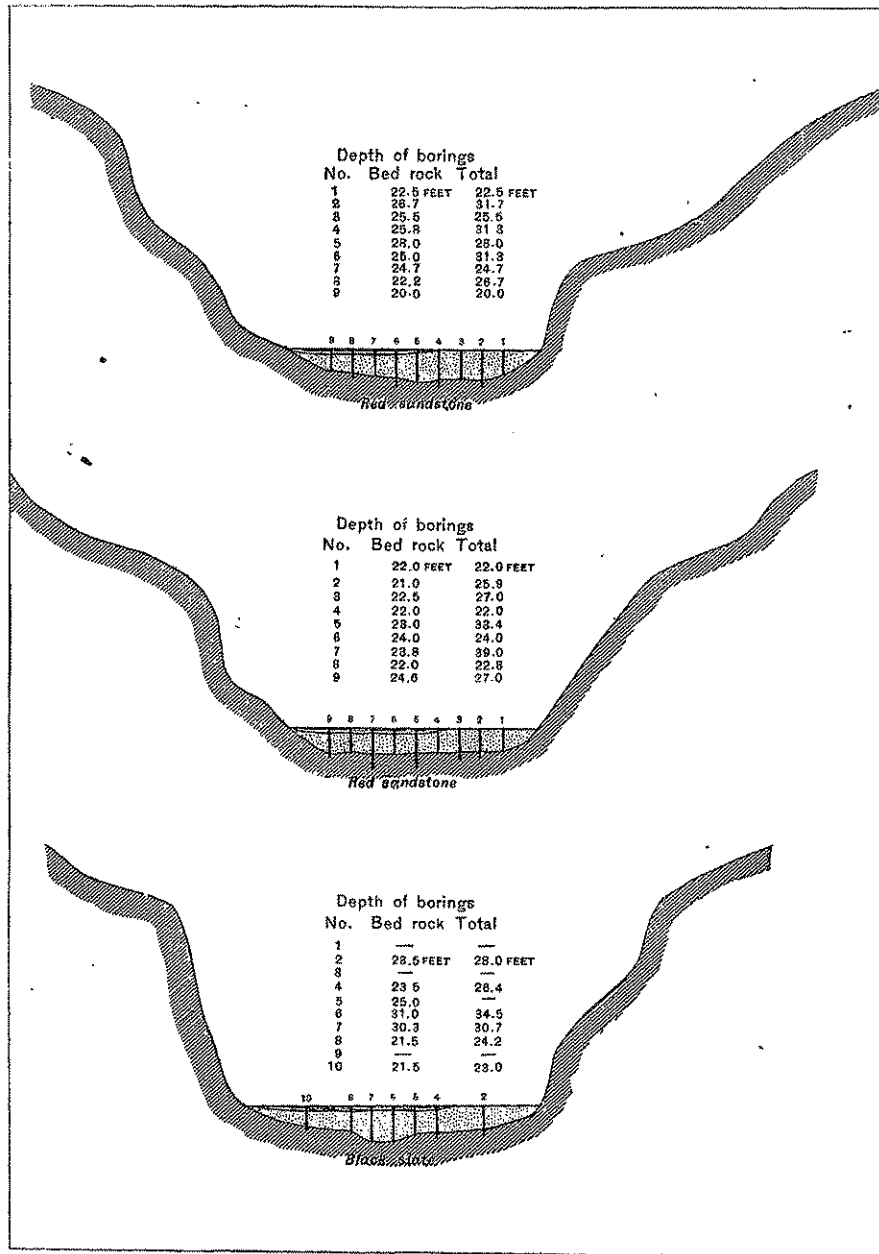 Depth of borings
No. Bed rock Total
1 22.5 FEET 22.5 FEET
2 26.7 31.7
3 25.5 25.5
4 25.8 31.3
5 28.0 28.0
6 25.0 31.3
7 24.7 24.7
8 22.2 26.7
9 20.0 20.0
9 8 7 6 5 4 3 2 1
Red sandstone
Depth of borings
No. Bed rock Total
1 22.0 FEET 22.0 FEET
2 21.0 25.9
3 22.5 27.0
4 22.0 22.0
5 23.0 33.4
6 24.0 24.0
7 23.8 39.0
8 22.0 22.8
9 24.6 27.0
9 8 7 6 5 4 3 2 1
Red sandstone
Depth of borings
No. Bed rock Total
1 — —
2 28.5 FEET 28.0 FEET
3 — —
4 23.5 26.4
5 25.0 —
6 31.0 34.5
7 30.3 30.7
8 21.5 24.2
9 — —
10 21.5 23.0
10 8 7 6 5 4 2
Black slate